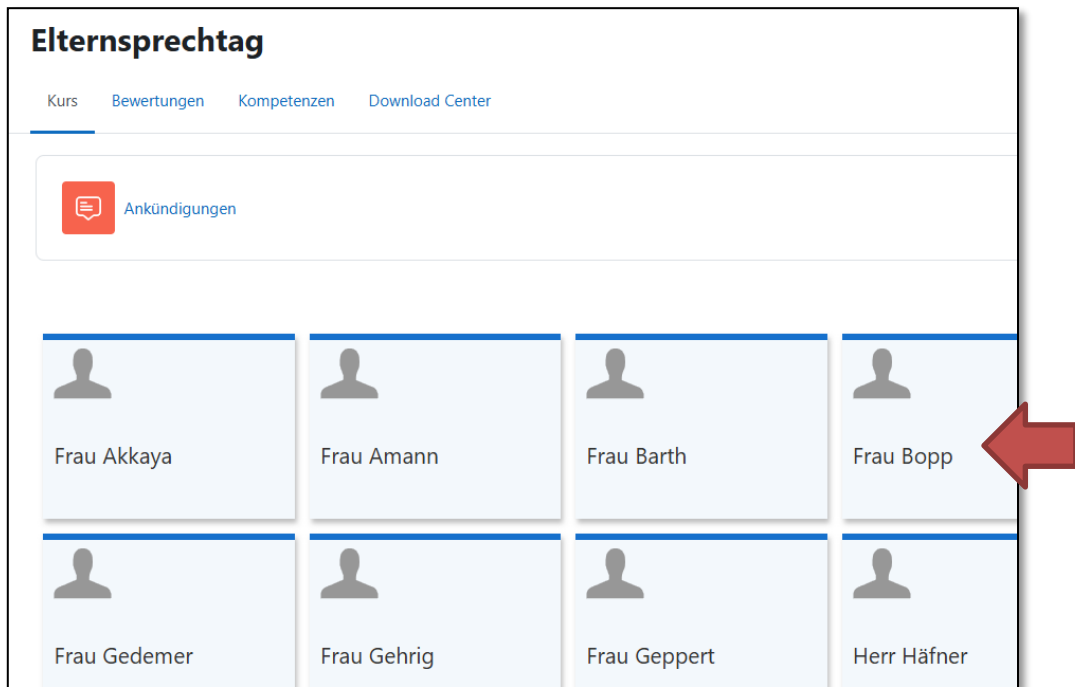 Elternsprechtag
Kurs Bewertungen Kompetenzen Download Center
Ankündigungen
Frau Akkaya Frau Amann Frau Barth Frau Bopp
Frau Gedemer Frau Gehrig Frau Geppert Herr Häfner